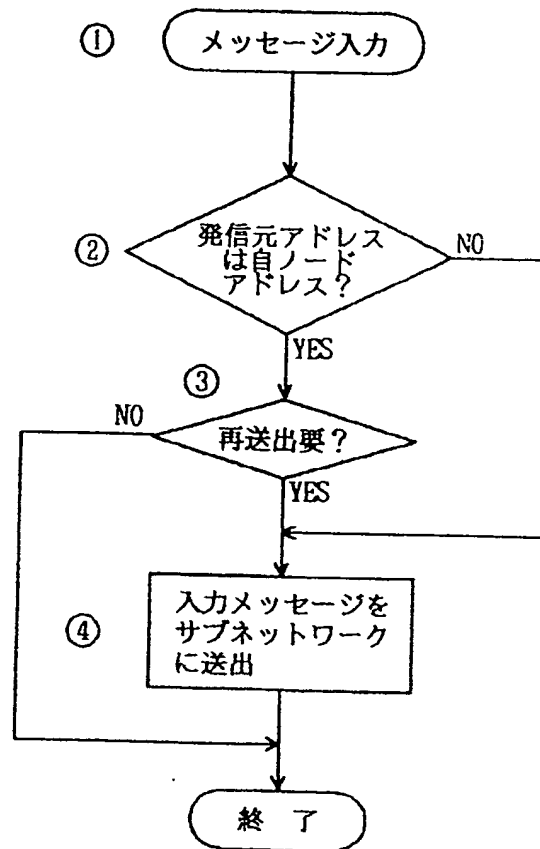 ① メッセージ入力
② 発信元アドレス
は自ノード
アドレス?
NO
YES
③
NO
再送出要?
YES
④ 入力メッセージを
サブネットワーク
に送出
終 了